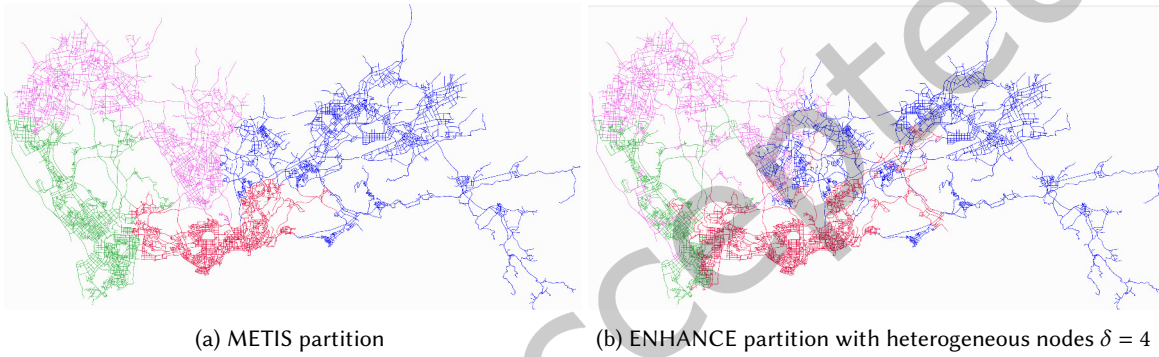 (a) METIS partition
(b) ENHANCE partition with heterogeneous nodes δ = 4